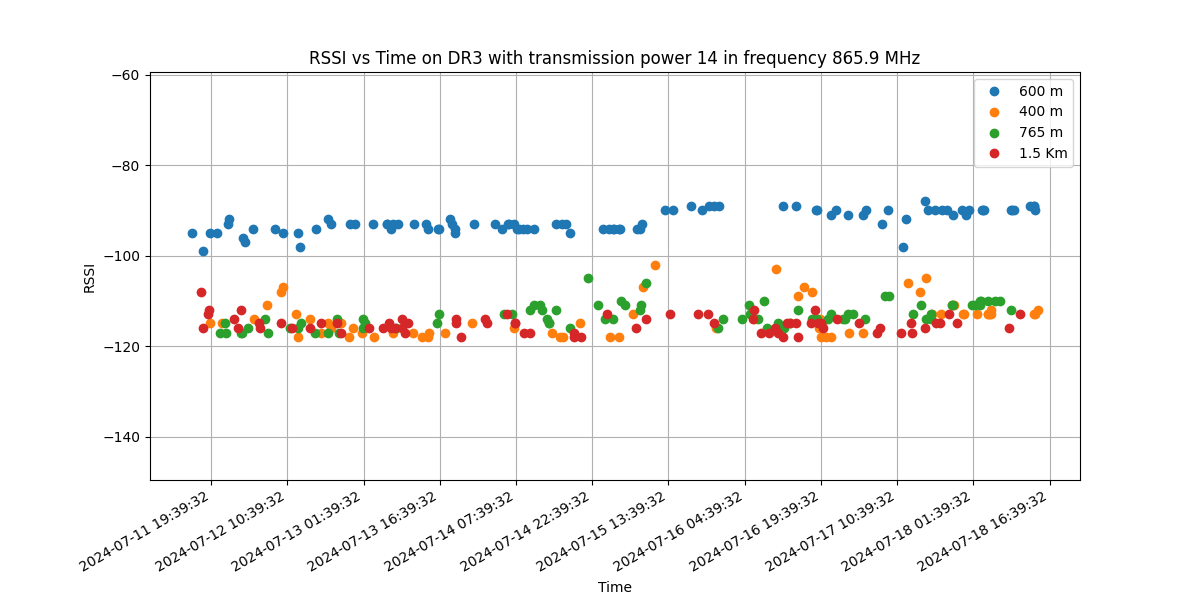 RSSI vs Time on DR3 with transmission power 14 in frequency 865.9 MHz
600 m
400 m
765 m
1.5 Km
RSSI
−60
−80
−100
−120
−140
2024-07-11 19:39:32
2024-07-12 10:39:32
2024-07-13 01:39:32
2024-07-13 16:39:32
2024-07-14 07:39:32
2024-07-14 22:39:32
2024-07-15 13:39:32
2024-07-16 04:39:32
2024-07-16 19:39:32
2024-07-17 10:39:32
2024-07-18 01:39:32
2024-07-18 16:39:32
Time